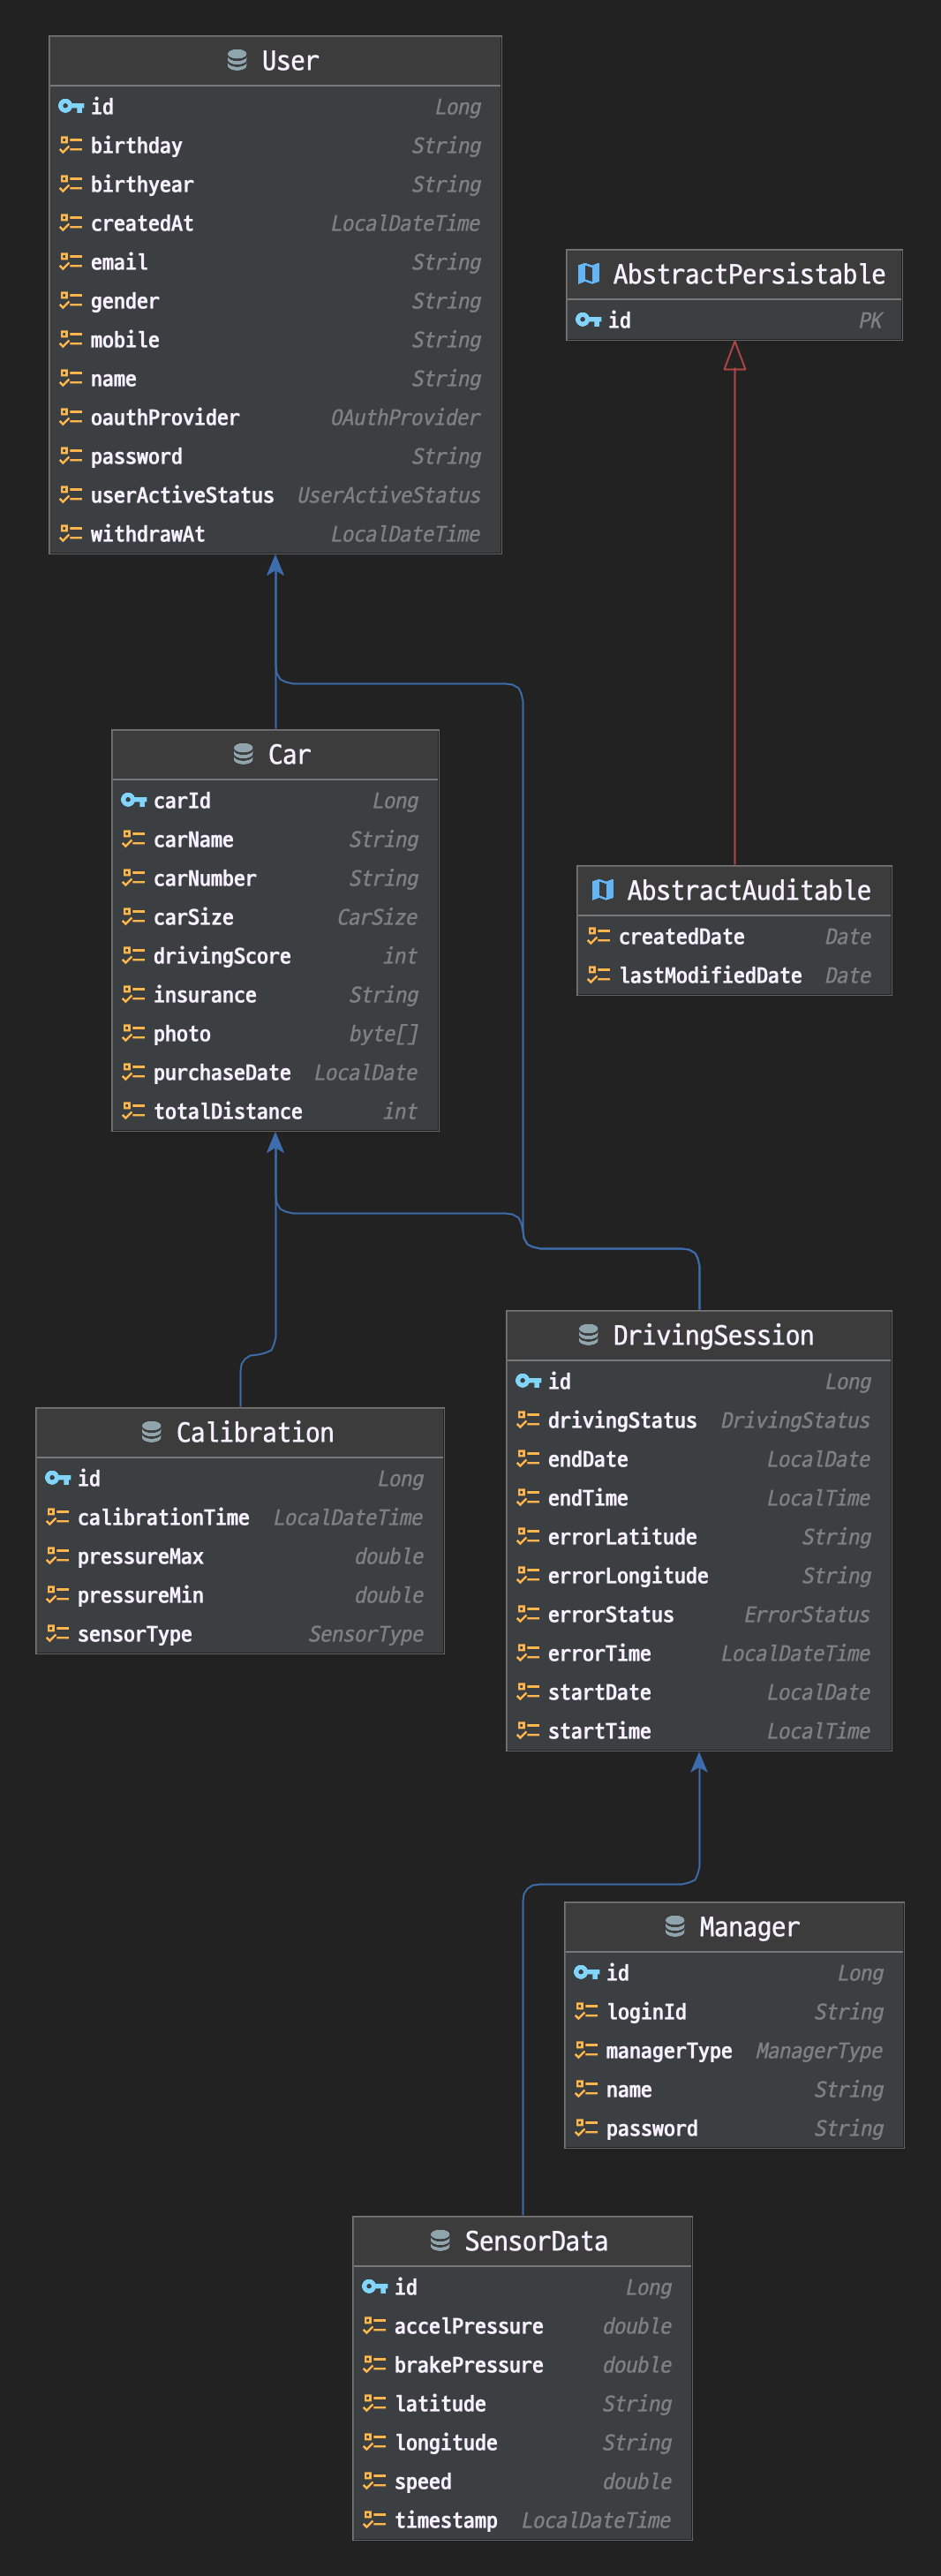 User
id Long
birthday String
birthyear String
createdAt LocalDateTime
email String
gender String
mobile String
name String
oauthProvider OAuthProvider
password String
userActiveStatus UserActiveStatus
withdrawAt LocalDateTime
AbstractPersistable
id PK
Car
carId Long
carName String
carNumber String
carSize CarSize
drivingScore int
insurance String
photo byte[]
purchaseDate LocalDate
totalDistance int
AbstractAuditable
createdDate Date
lastModifiedDate Date
DrivingSession
id Long
drivingStatus DrivingStatus
endDate LocalDate
endTime LocalTime
errorLatitude String
errorLongitude String
errorStatus ErrorStatus
errorTime LocalDateTime
startDate LocalDate
startTime LocalTime
Calibration
id Long
calibrationTime LocalDateTime
pressureMax double
pressureMin double
sensorType SensorType
Manager
id Long
loginId String
managerType ManagerType
name String
password String
SensorData
id Long
accelPressure double
brakePressure double
latitude String
longitude String
speed double
timestamp LocalDateTime